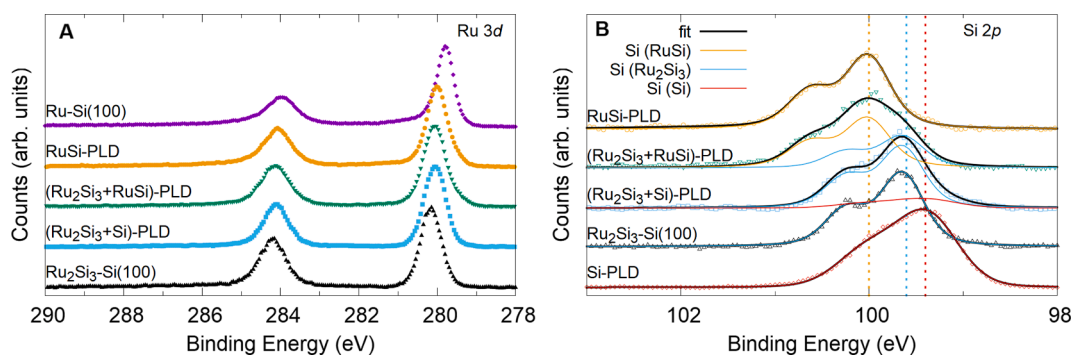 A
Ru 3d
Counts (arb. units)
Ru-Si(100)
RuSi-PLD
(Ru₂Si₃+RuSi)-PLD
(Ru₂Si₃+Si)-PLD
Ru₂Si₃-Si(100)
290 288 286 284 282 280 278
Binding Energy (eV)
B
Si 2p
fit
Si (RuSi)
Si (Ru₂Si₃)
Si (Si)
Counts (arb. units)
RuSi-PLD
(Ru₂Si₃+RuSi)-PLD
(Ru₂Si₃+Si)-PLD
Ru₂Si₃-Si(100)
Si-PLD
102 100 98
Binding Energy (eV)